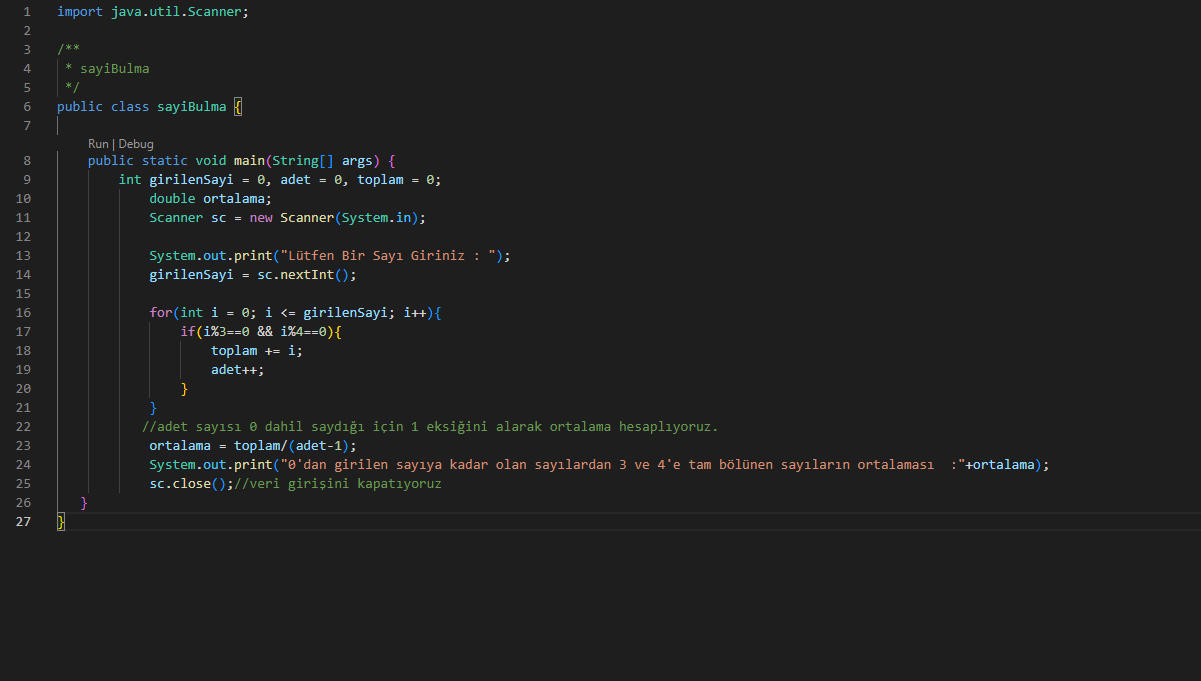 1 import java.util.Scanner;
2
3 /**
4  * sayiBulma
5  */
6 public class sayiBulma {
7
Run | Debug
8     public static void main(String[] args) {
9         int girilenSayi = 0, adet = 0, toplam = 0;
10             double ortalama;
11             Scanner sc = new Scanner(System.in);
12
13             System.out.print("Lütfen Bir Sayı Giriniz : ");
14             girilenSayi = sc.nextInt();
15
16             for(int i = 0; i <= girilenSayi; i++){
17                 if(i%3==0 && i%4==0){
18                     toplam += i;
19                     adet++;
20                 }
21             }
22            //adet sayısı 0 dahil saydığı için 1 eksiğini alarak ortalama hesaplıyoruz.
23             ortalama = toplam/(adet-1);
24             System.out.print("0'dan girilen sayıya kadar olan sayılardan 3 ve 4'e tam bölünen sayıların ortalaması  :"+ortalama);
25             sc.close();//veri girişini kapatıyoruz
26    }
27 }